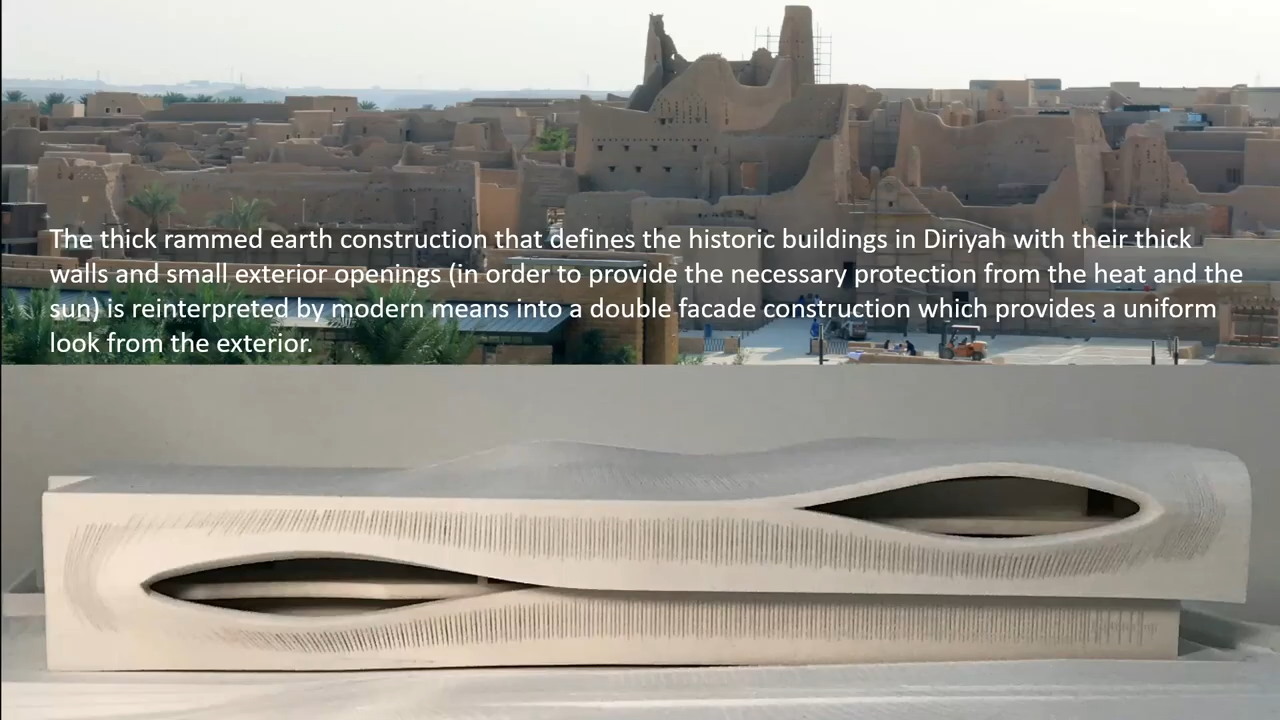 The thick rammed earth construction that defines the historic buildings in Diriyah with their thick
walls and small exterior openings (in order to provide the necessary protection from the heat and the
sun) is reinterpreted by modern means into a double facade construction which provides a uniform
look from the exterior.